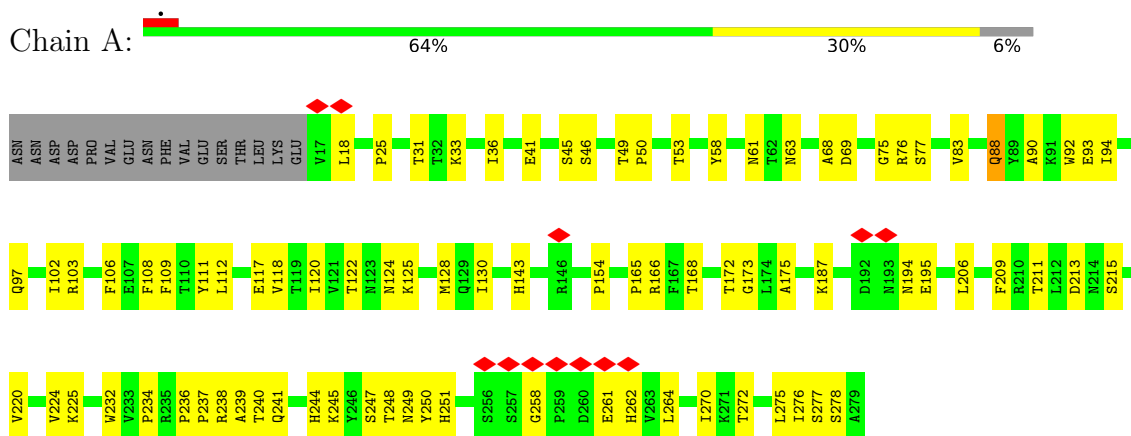 Chain A:
64% 30% 6%
ASN ASN ASP ASP PRO VAL GLU ASN PHE VAL GLU SER THR LEU LYS GLU V17 L18 P25 T31 T32 K33 I36 E41 S45 S46 T49 P50 T53 Y58 N61 T62 N63 A68 D69 G75 R76 S77 V83 Q88 Y89 A90 K91 W92 E93 I94
Q97 I102 R103 F106 E107 F108 F109 T110 Y111 L112 E117 V118 T119 I120 V121 T122 N123 N124 K125 M128 Q129 I130 H143 R146 P154 P165 R166 F167 T168 T172 G173 L174 A175 K187 D192 N193 N194 E195 L206 F209 R210 T211 L212 D213 N214 S215
V220 V224 K225 W232 V233 P234 R235 P236 P237 R238 A239 T240 Q241 H244 K245 Y246 S247 T248 N249 Y250 H251 S256 S257 G258 P259 D260 E261 H262 V263 L264 I270 K271 T272 L275 I276 S277 S278 A279